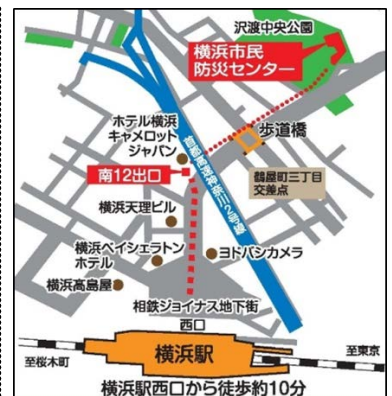 沢渡中央公園
横浜市民
防災センター
ホテル横浜
キャメロット
ジャパン
首都高速神奈川2号線
歩道橋
南12出口
鶴屋町三丁目
交差点
横浜天理ビル
横浜ベイシェラトン
ホテル
ヨドバシカメラ
横浜高島屋
相鉄ジョイナス地下街
西口
横浜駅
至桜木町
至東京
横浜駅西口から徒歩約10分